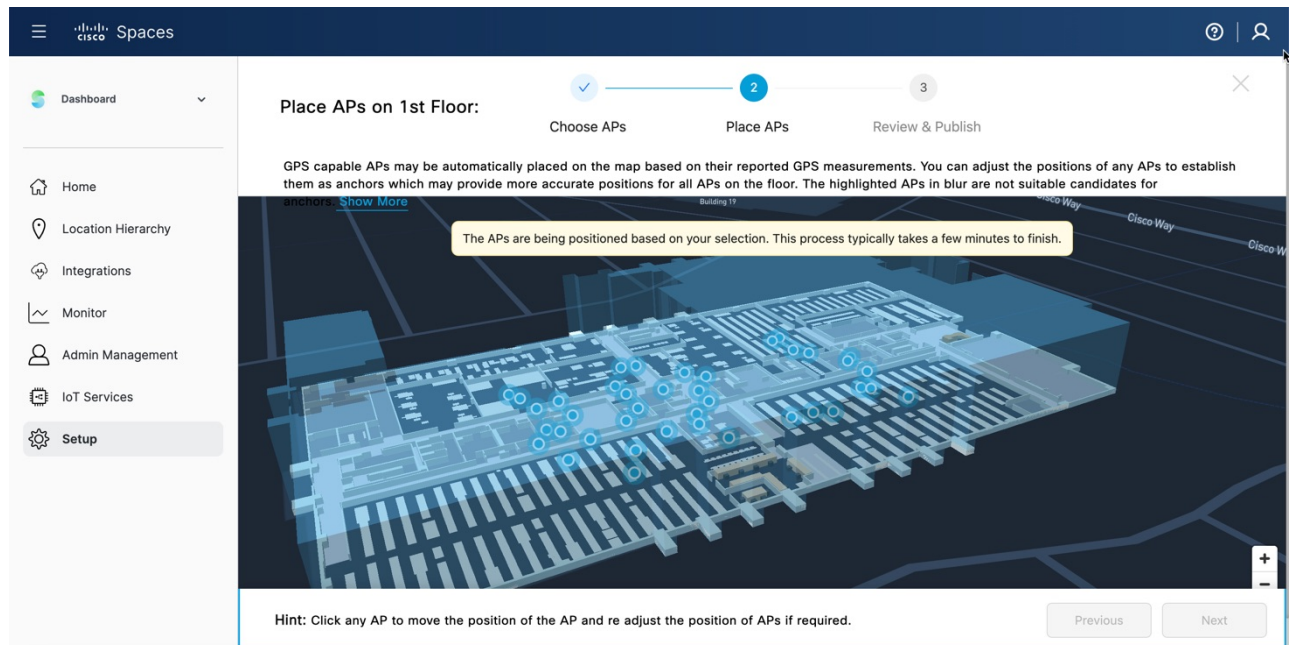 cisco Spaces
Dashboard
Home
Location Hierarchy
Integrations
Monitor
Admin Management
IoT Services
Setup
Place APs on 1st Floor:
2
3
Choose APs
Place APs
Review & Publish
GPS capable APs may be automatically placed on the map based on their reported GPS measurements. You can adjust the positions of any APs to establish
them as anchors which may provide more accurate positions for all APs on the floor. The highlighted APs in blur are not suitable candidates for
anchors. Show More
Building 19
Cisco Way
Cisco Way
The APs are being positioned based on your selection. This process typically takes a few minutes to finish.
+
−
Hint: Click any AP to move the position of the AP and re adjust the position of APs if required.
Previous
Next